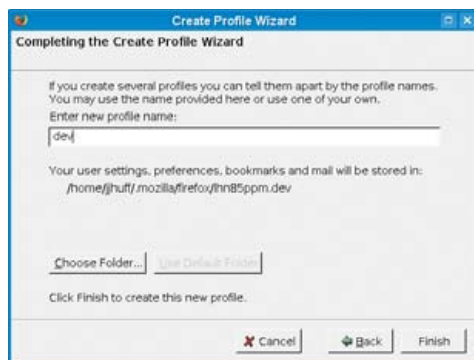 Create Profile Wizard
Completing the Create Profile Wizard
If you create several profiles you can tell them apart by the profile names.
You may use the name provided here or use one of your own.
Enter new profile name:
dev
Your user settings, preferences, bookmarks and mail will be stored in:
/home/jjhuff/.mozilla/firefox/lhn85ppm.dev
Choose Folder... Use Default Folder
Click Finish to create this new profile.
Cancel Back Finish